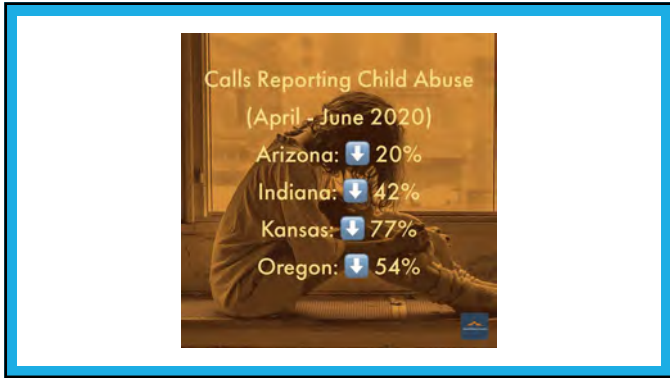 Calls Reporting Child Abuse
(April - June 2020)
Arizona: ⬇ 20%
Indiana: ⬇ 42%
Kansas: ⬇ 77%
Oregon: ⬇ 54%